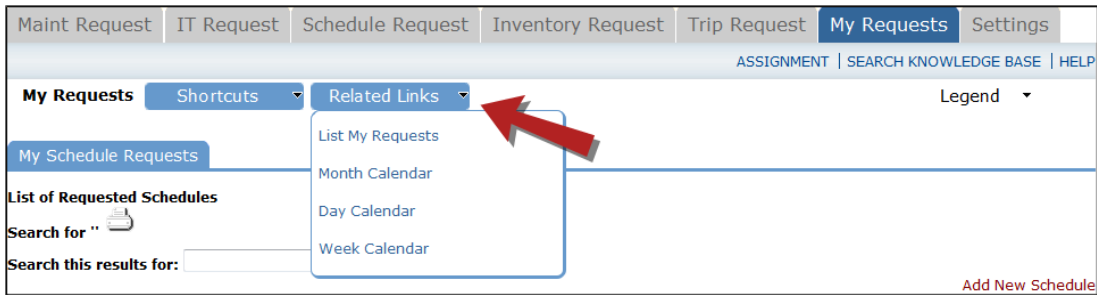 Maint Request IT Request Schedule Request Inventory Request Trip Request My Requests Settings
ASSIGNMENT | SEARCH KNOWLEDGE BASE | HELP
My Requests Shortcuts Related Links Legend
List My Requests
My Schedule Requests
Month Calendar
List of Requested Schedules
Day Calendar
Search for "
Week Calendar
Search this results for:
Add New Schedule